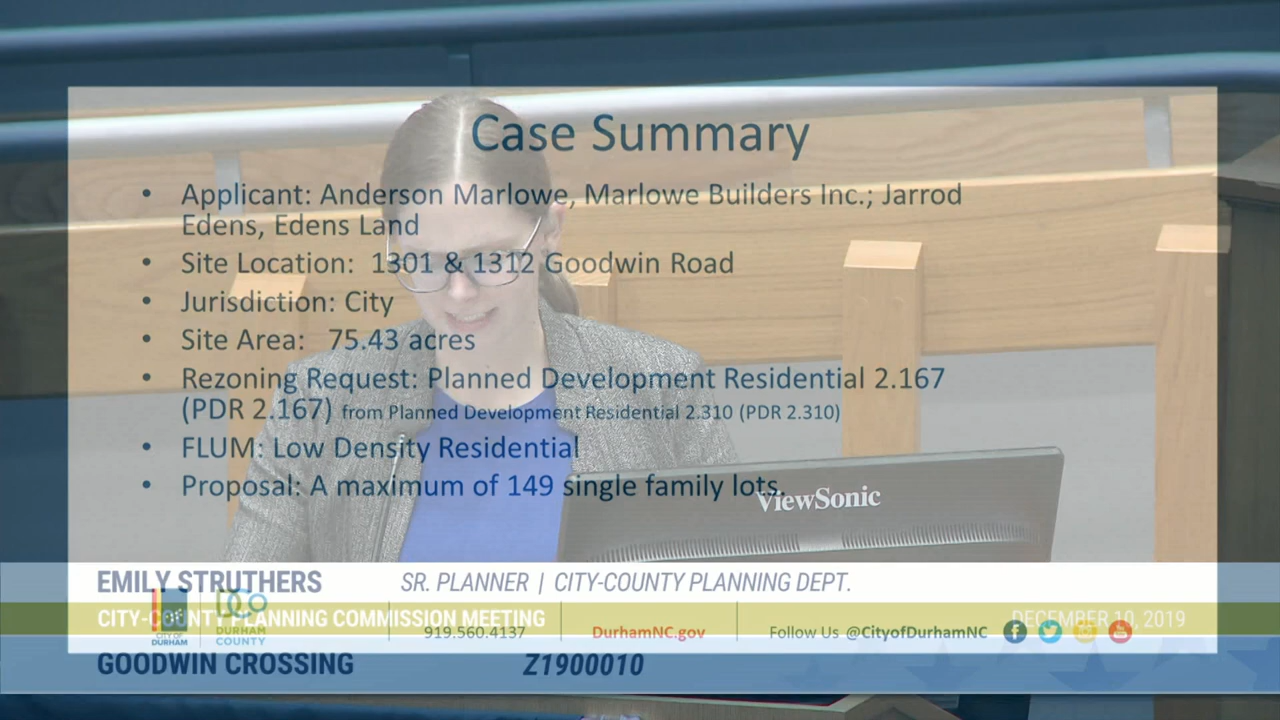 Case Summary
• Applicant: Anderson Marlowe, Marlowe Builders Inc.; Jarrod
Edens, Edens Land
• Site Location: 1301 & 1312 Goodwin Road
• Jurisdiction: City
• Site Area: 75.43 acres
• Rezoning Request: Planned Development Residential 2.167
(PDR 2.167) from Planned Development Residential 2.310 (PDR 2.310)
• FLUM: Low Density Residential
• Proposal: A maximum of 149 single family lots.
ViewSonic
EMILY STRUTHERS SR. PLANNER | CITY-COUNTY PLANNING DEPT.
CITY-COUNTY PLANNING COMMISSION MEETING DECEMBER 10, 2019
CITY OF
DURHAM
DCO
DURHAM
COUNTY
919.560.4137 DurhamNC.gov Follow Us @CityofDurhamNC
GOODWIN CROSSING Z1900010